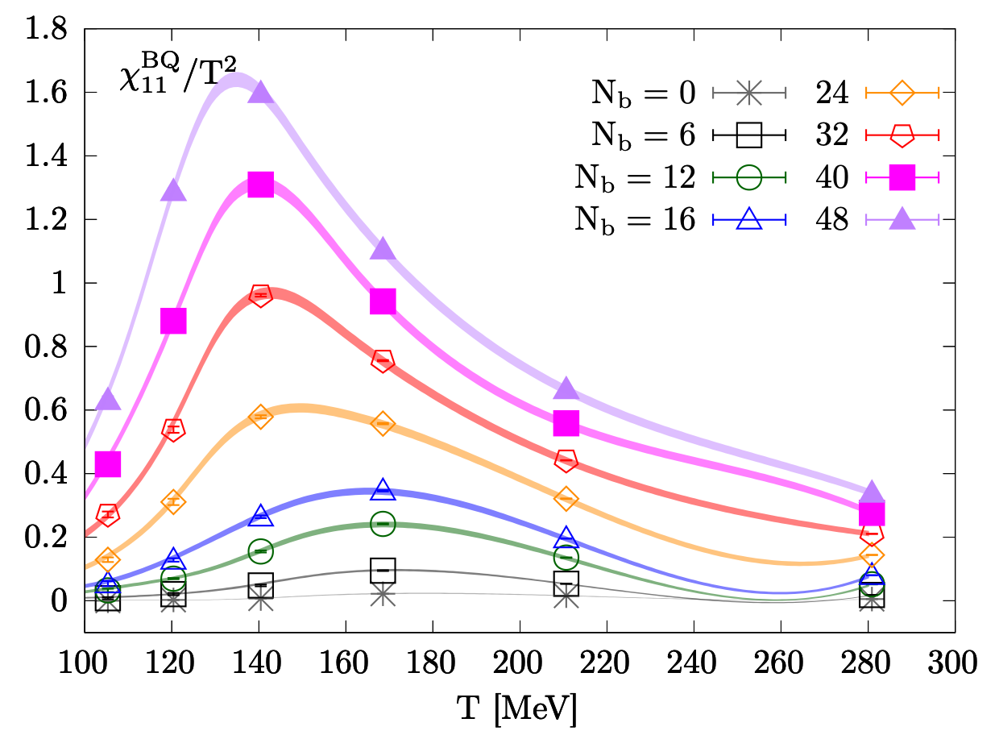 1.8
1.6
1.4
1.2
1
0.8
0.6
0.4
0.2
0
χ₁₁^BQ/T²
N_b = 0
24
N_b = 6
32
N_b = 12
40
N_b = 16
48
100 120 140 160 180 200 220 240 260 280 300
T [MeV]